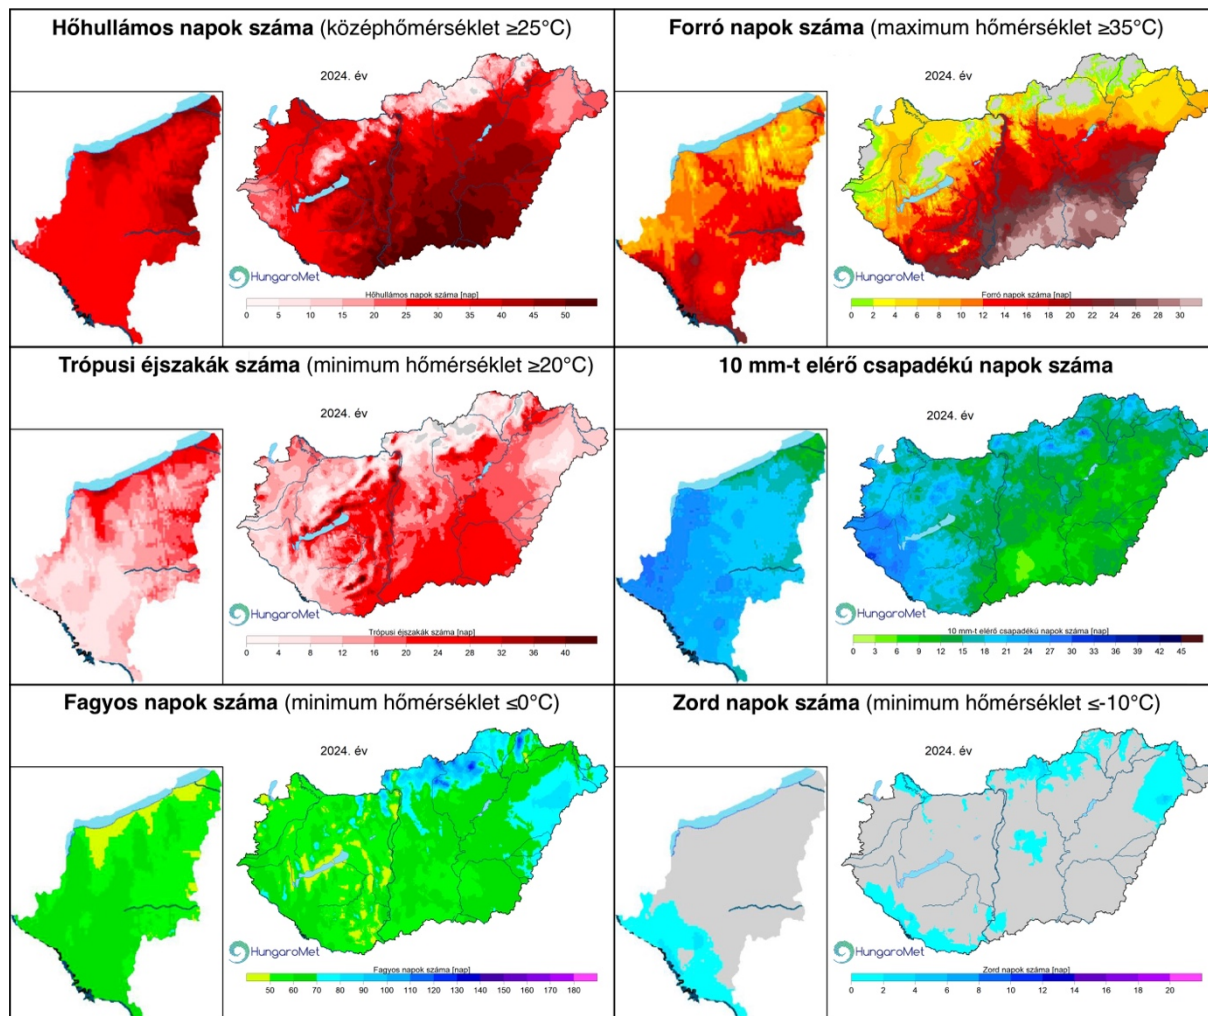 Hőhullámos napok száma (középhőmérséklet ≥25°C)
2024. év
HungaroMet
Hőhullámos napok száma [nap]
0 5 10 15 20 25 30 35 40 45 50
Forró napok száma (maximum hőmérséklet ≥35°C)
2024. év
HungaroMet
Forró napok száma [nap]
0 2 4 6 8 10 12 14 16 18 20 22 24 26 28 30
Trópusi éjszakák száma (minimum hőmérséklet ≥20°C)
2024. év
HungaroMet
Trópusi éjszakák száma [nap]
0 4 8 12 16 20 24 28 32 36 40
10 mm-t elérő csapadékú napok száma
2024. év
HungaroMet
10 mm-t elérő csapadékú napok száma [nap]
0 3 6 9 12 15 18 21 24 27 30 33 36 39 42 45
Fagyos napok száma (minimum hőmérséklet ≤0°C)
2024. év
HungaroMet
Fagyos napok száma [nap]
50 60 70 80 90 100 110 120 130 140 150 160 170 180
Zord napok száma (minimum hőmérséklet ≤-10°C)
2024. év
HungaroMet
Zord napok száma [nap]
0 2 4 6 8 10 12 14 16 18 20